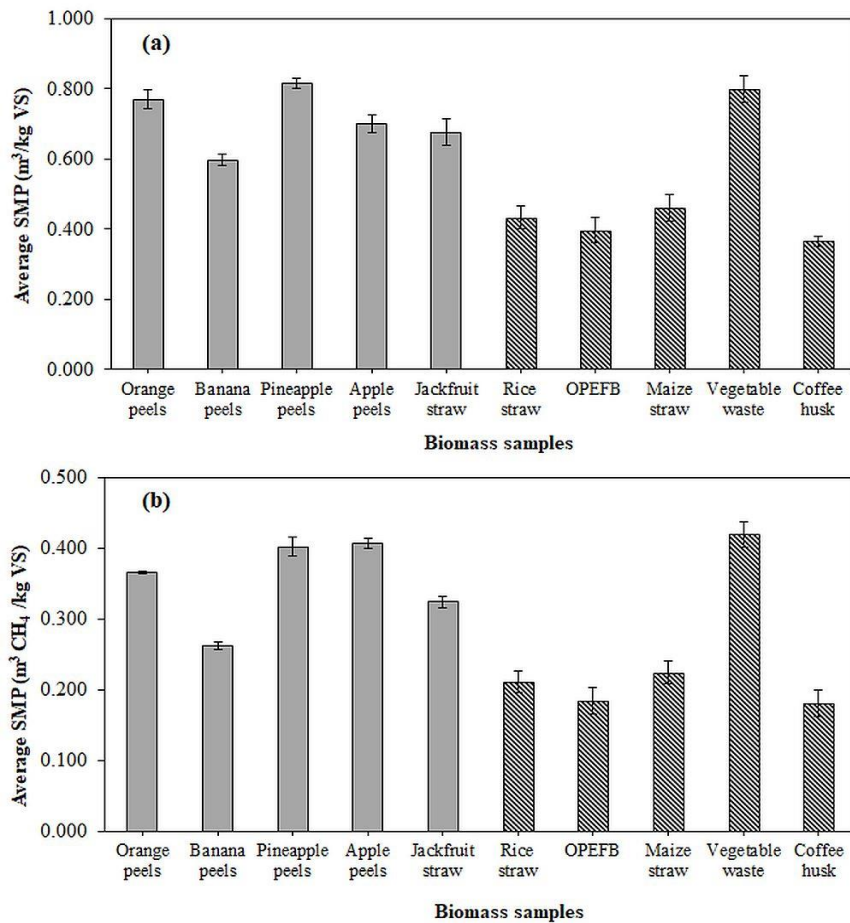 (a)
Average SMP (m³/kg VS)
1.000
0.800
0.600
0.400
0.200
0.000
Orange peels
Banana peels
Pineapple peels
Apple peels
Jackfruit straw
Rice straw
OPEFB
Maize straw
Vegetable waste
Coffee husk
Biomass samples
(b)
Average SMP (m³ CH₄ /kg VS)
0.500
0.400
0.300
0.200
0.100
0.000
Orange peels
Banana peels
Pineapple peels
Apple peels
Jackfruit straw
Rice straw
OPEFB
Maize straw
Vegetable waste
Coffee husk
Biomass samples